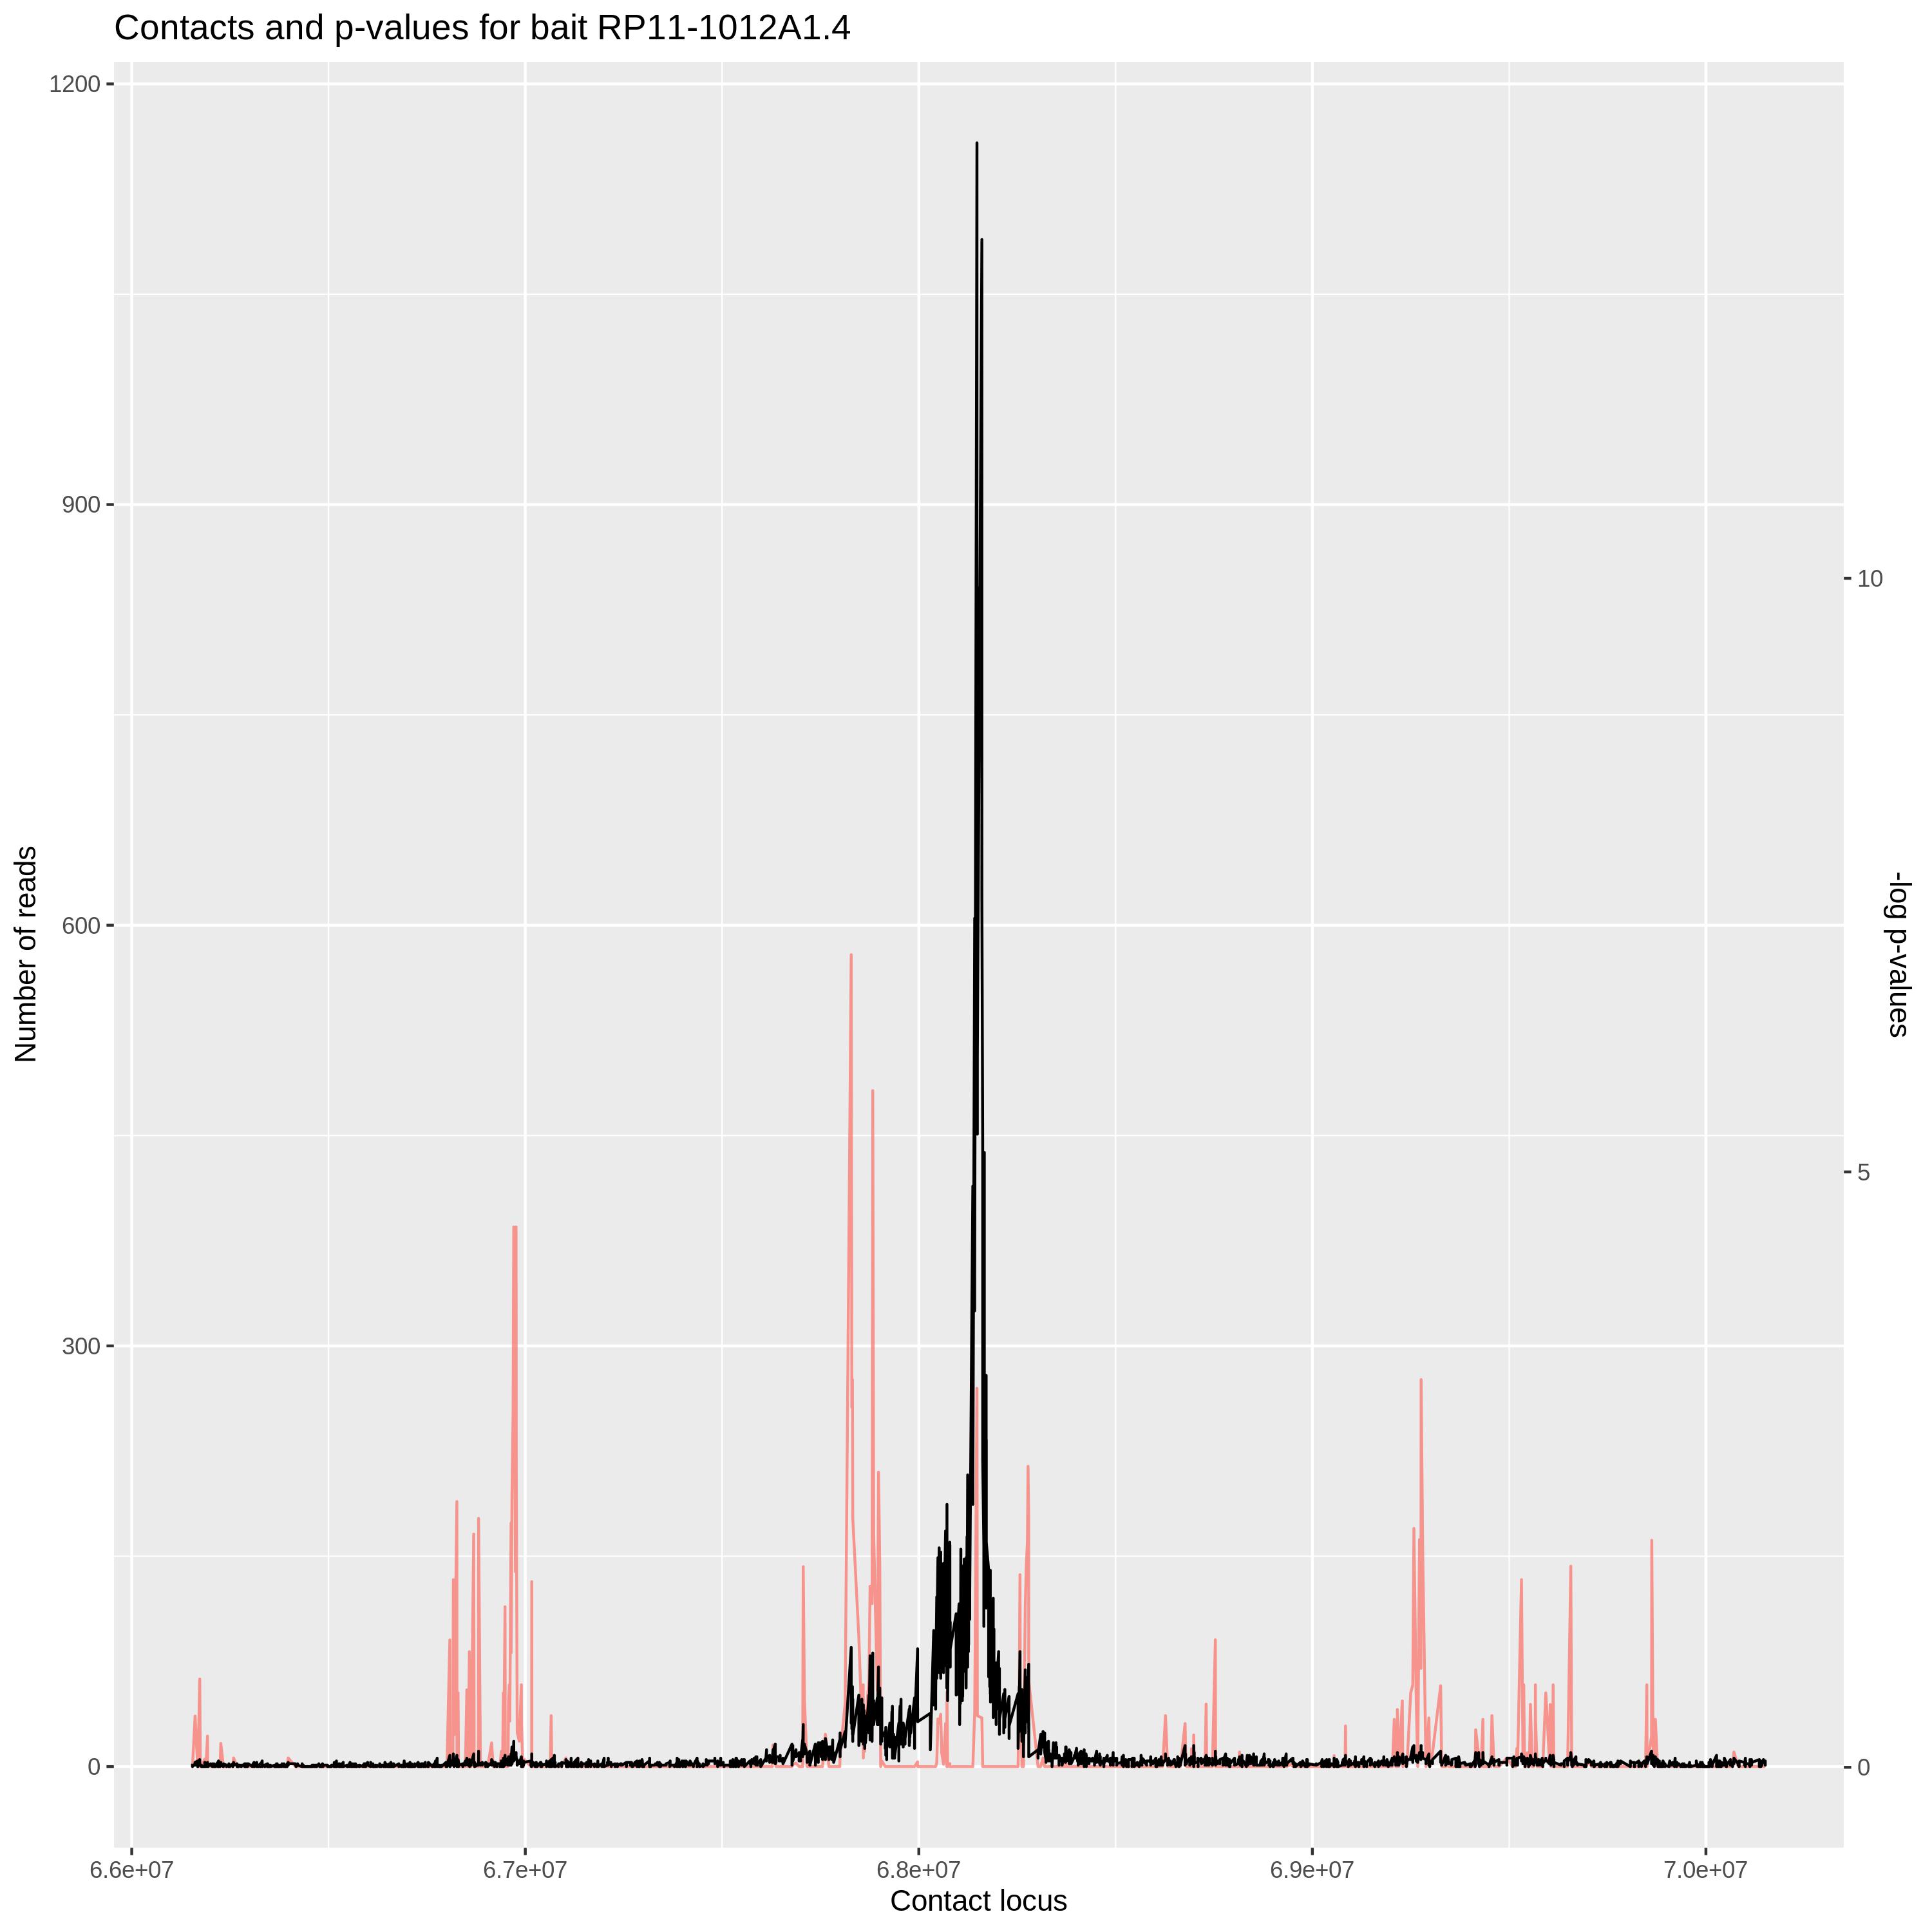 Contacts and p-values for bait RP11-1012A1.4
1200
900
600
300
0
Number of reads
10
5
0
-log p-values
6.6e+07 6.7e+07 6.8e+07 6.9e+07 7.0e+07
Contact locus